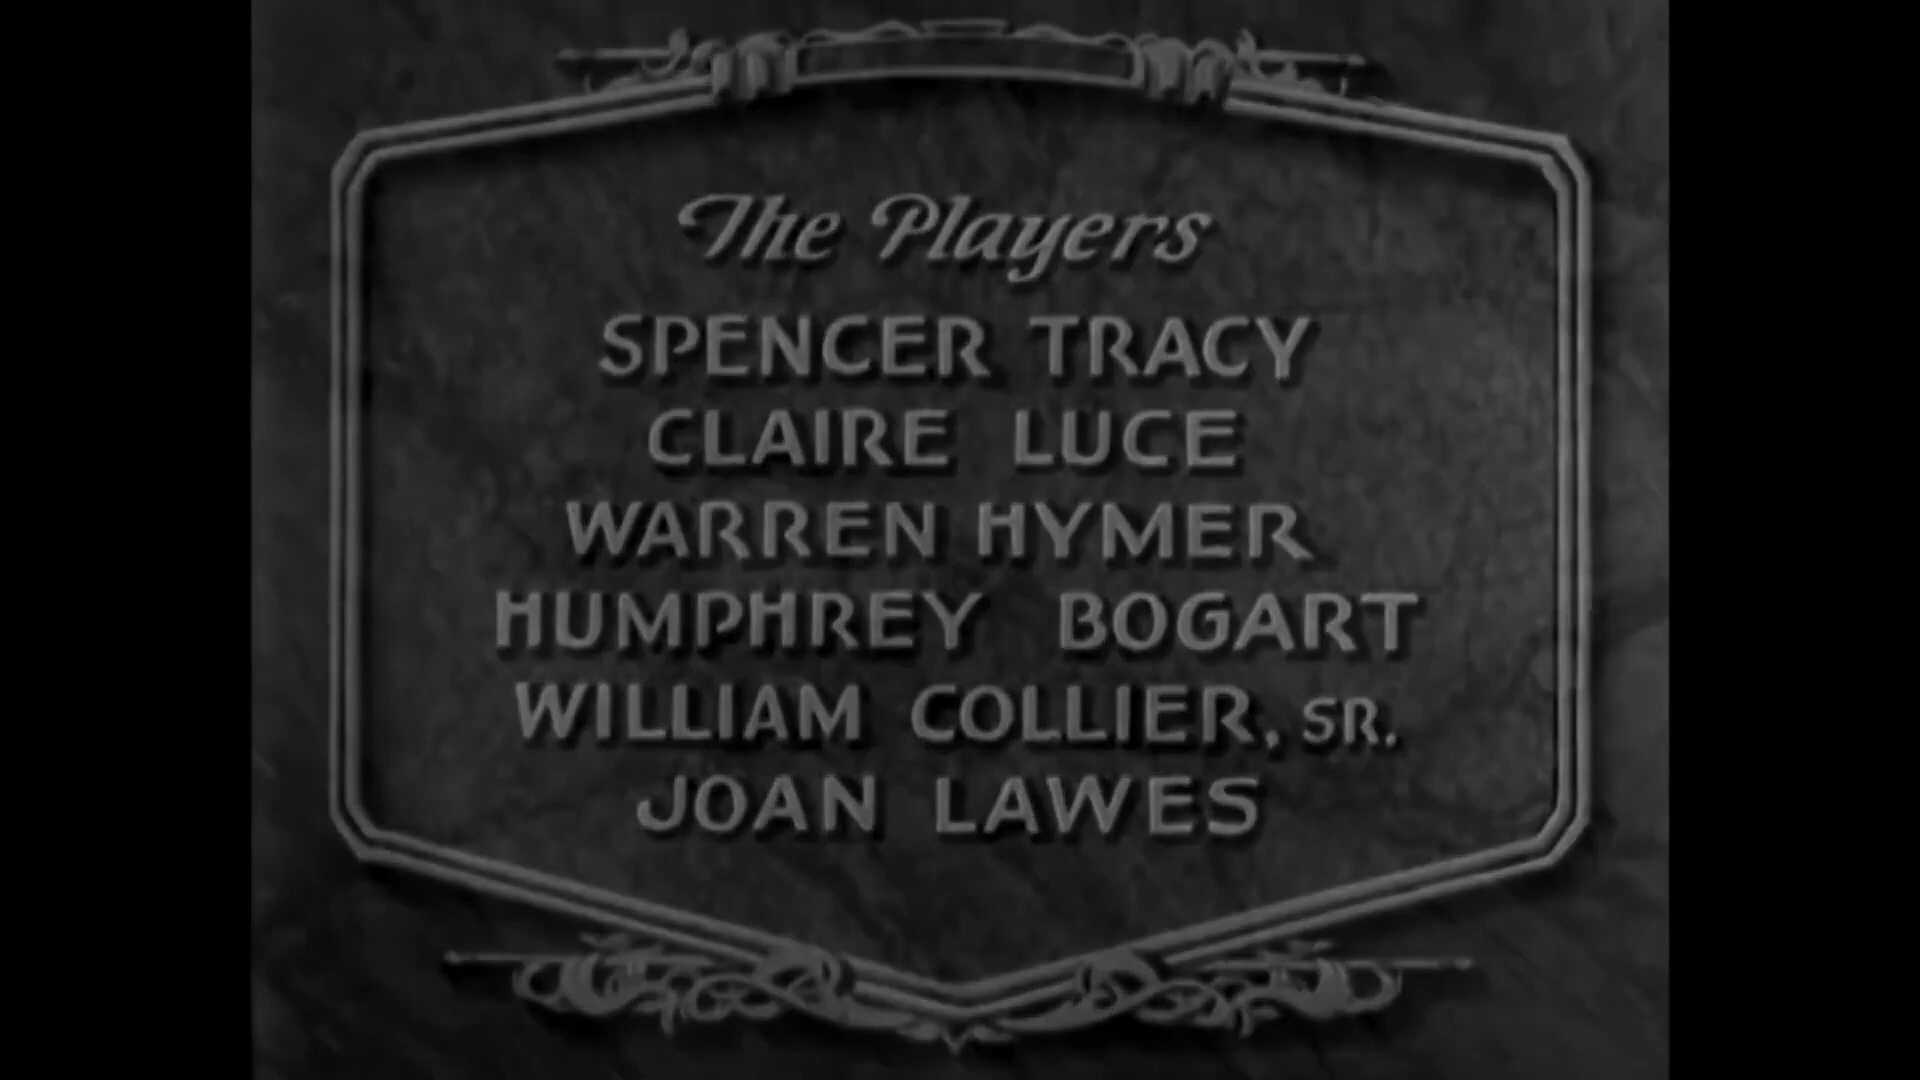 The Players
SPENCER TRACY
CLAIRE LUCE
WARREN HYMER
HUMPHREY BOGART
WILLIAM COLLIER, SR.
JOAN LAWES